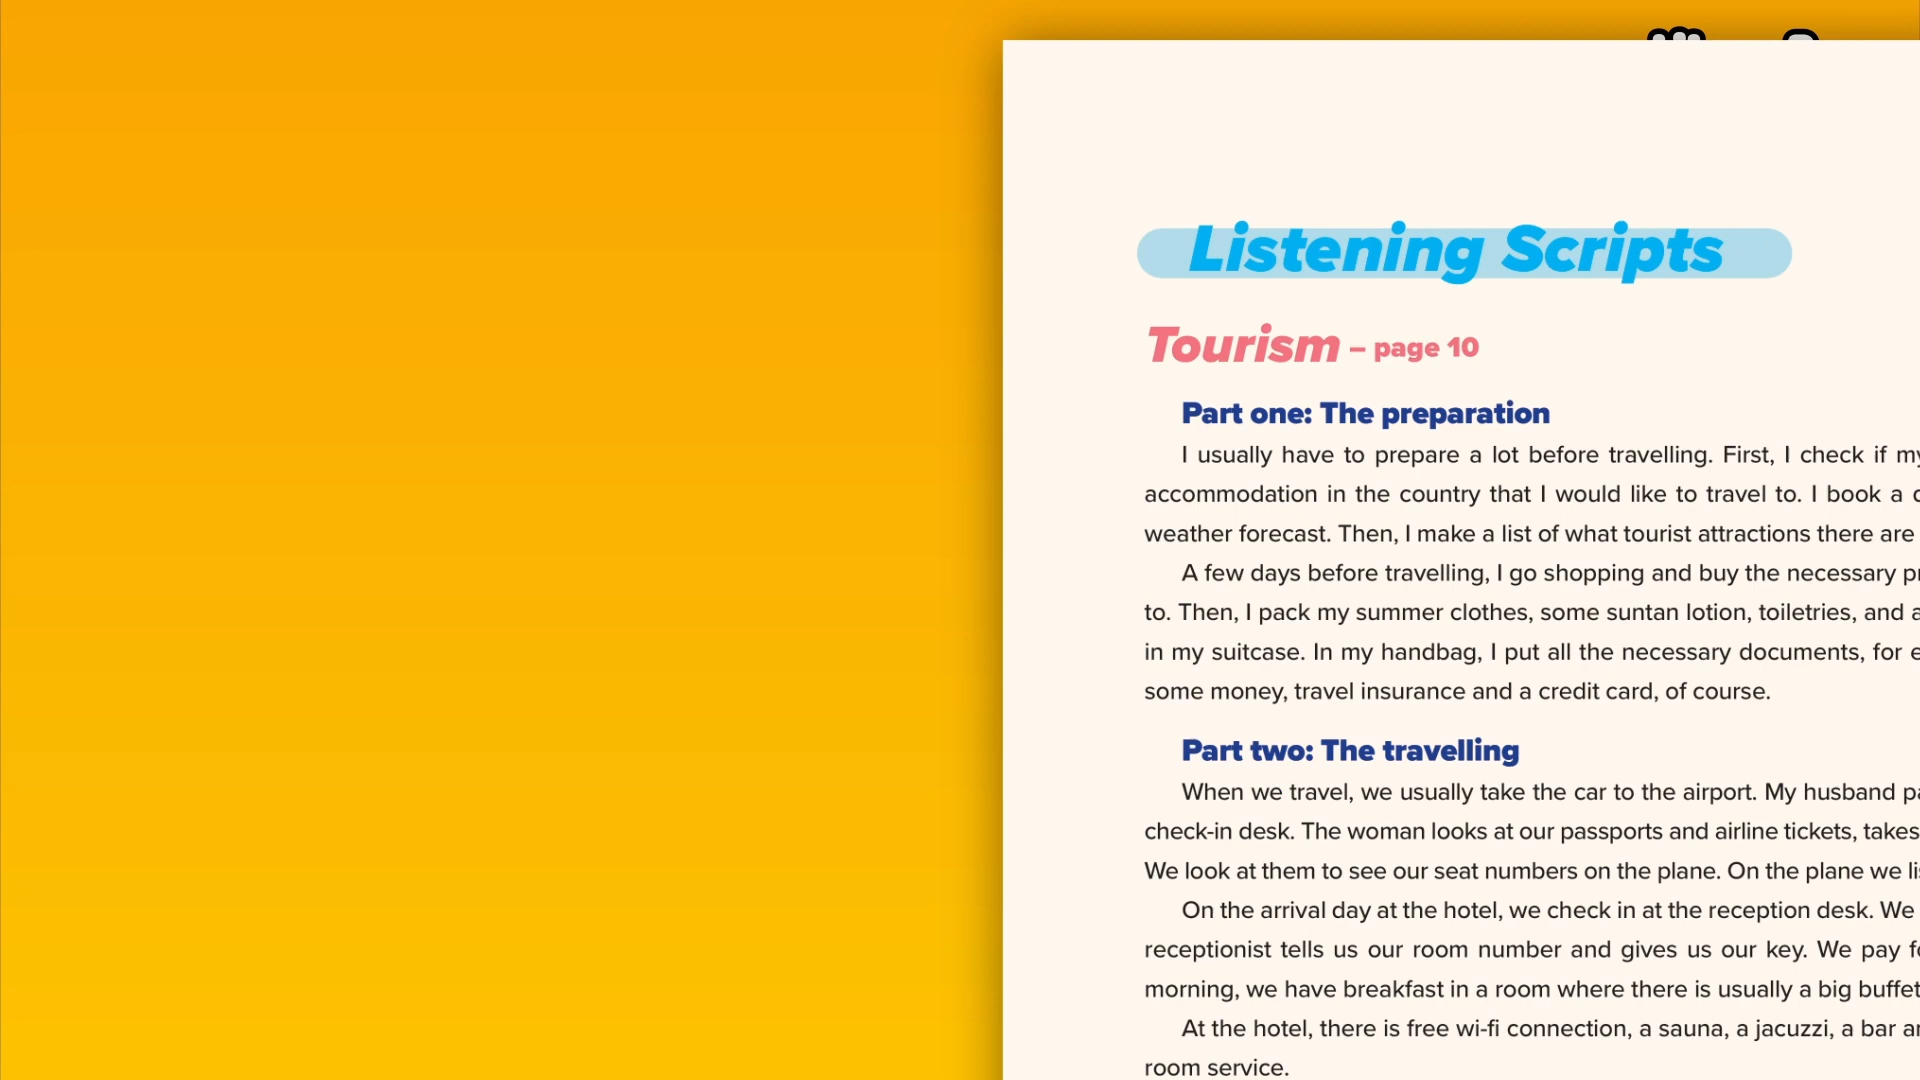 Listening Scripts
Tourism – page 10
Part one: The preparation
I usually have to prepare a lot before travelling. First, I check if my
accommodation in the country that I would like to travel to. I book a
weather forecast. Then, I make a list of what tourist attractions there are
A few days before travelling, I go shopping and buy the necessary
to. Then, I pack my summer clothes, some suntan lotion, toiletries, and
in my suitcase. In my handbag, I put all the necessary documents, for
some money, travel insurance and a credit card, of course.
Part two: The travelling
When we travel, we usually take the car to the airport. My husband
check-in desk. The woman looks at our passports and airline tickets, takes
We look at them to see our seat numbers on the plane. On the plane we
On the arrival day at the hotel, we check in at the reception desk. We
receptionist tells us our room number and gives us our key. We pay
morning, we have breakfast in a room where there is usually a big buffet
At the hotel, there is free wi-fi connection, a sauna, a jacuzzi, a bar
room service.